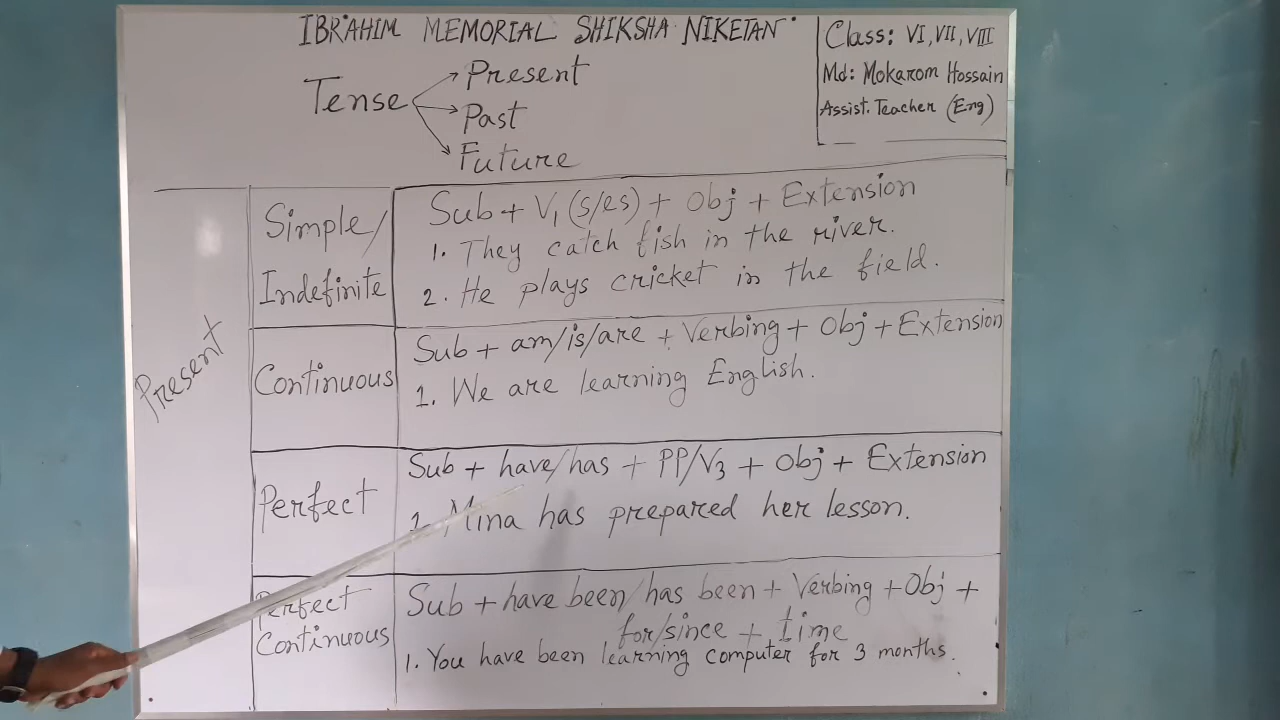 IBRAHIM MEMORIAL SHIKSHA NIKETAN
Class: VI, VII, VIII
Md: Mokarom Hossain
Assist. Teacher (Eng)
Tense
Present
Past
Future
Present
Simple/
Indefinite
Sub + V1 (s/es) + Obj + Extension
1. They catch fish in the river.
2. He plays cricket in the field.
Continuous
Sub + am/is/are + Verbing + Obj + Extension
1. We are learning English.
Perfect
Sub + have/has + PP/V3 + Obj + Extension
1. Mina has prepared her lesson.
Perfect
Continuous
Sub + have been/has been + Verbing + Obj +
for/since + time
1. You have been learning computer for 3 months.